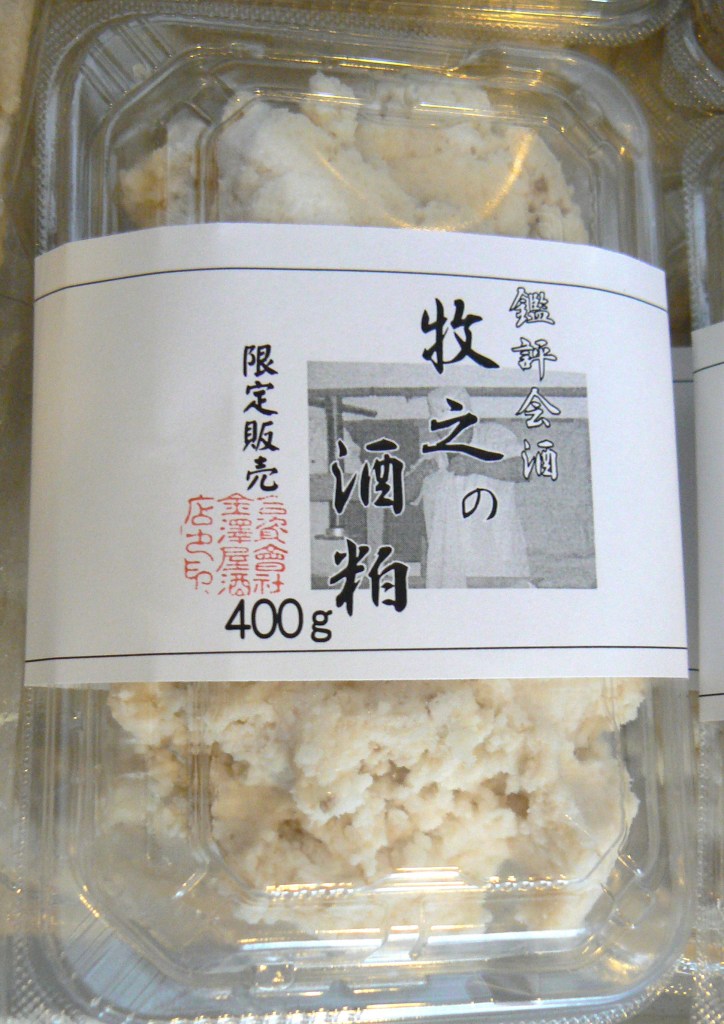 鑑評会酒
牧之の
酒粕
限定販売
合資會社
金澤屋酒
店之印
400g